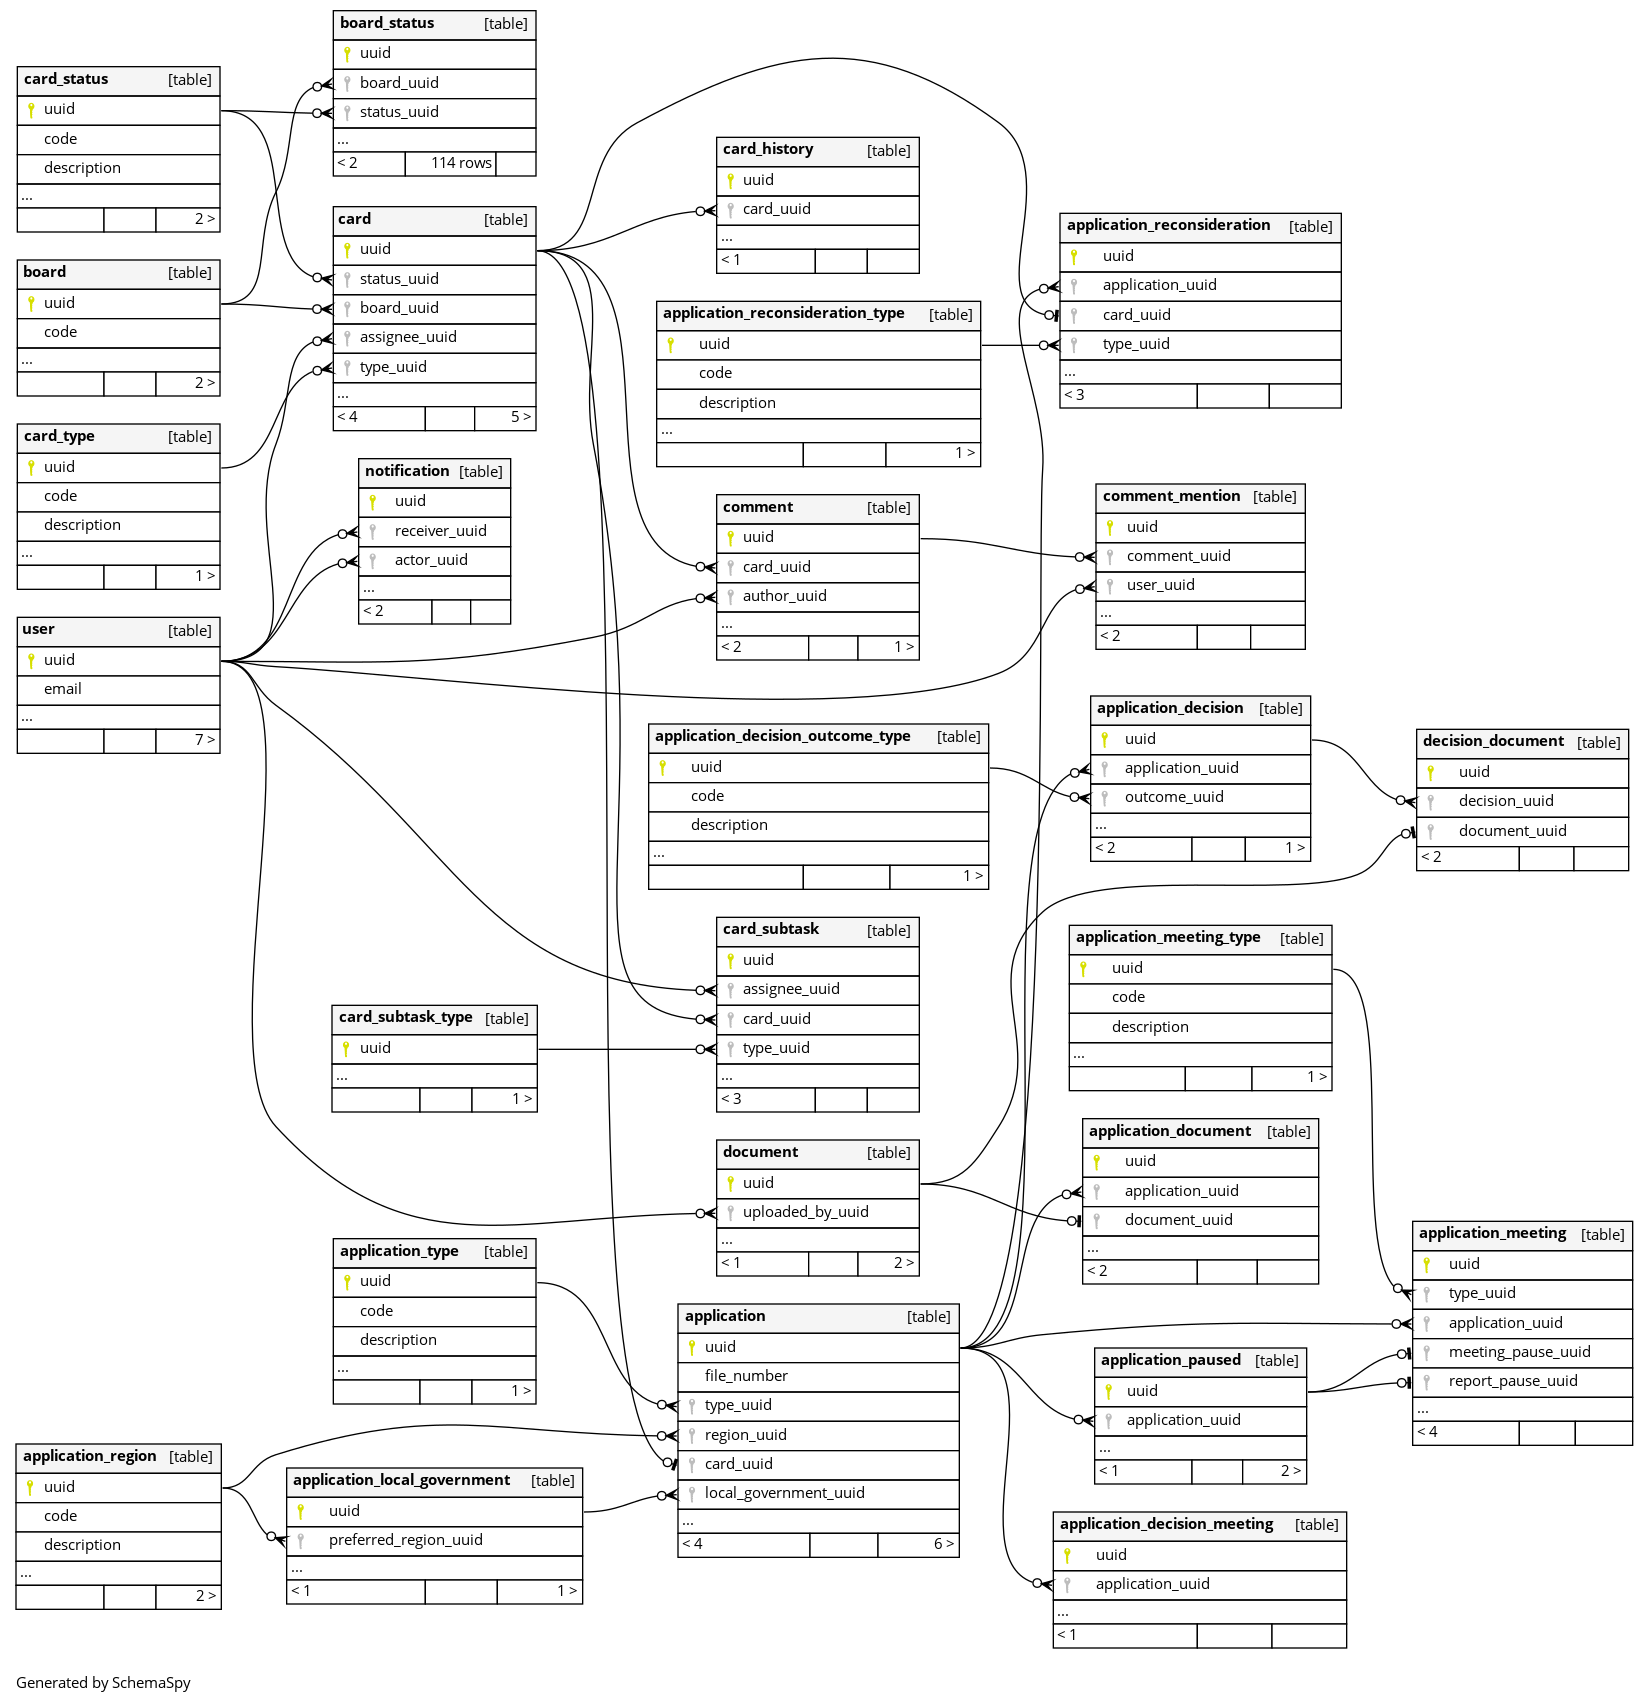 board_status [table]
uuid
board_uuid
status_uuid
...
< 2 114 rows
card_status [table]
uuid
code
description
...
2 >
card [table]
uuid
status_uuid
board_uuid
assignee_uuid
type_uuid
...
< 4 5 >
board [table]
uuid
code
...
2 >
card_type [table]
uuid
code
description
...
1 >
notification [table]
uuid
receiver_uuid
actor_uuid
...
< 2
user [table]
uuid
email
...
7 >
card_history [table]
uuid
card_uuid
...
< 1
application_reconsideration_type [table]
uuid
code
description
...
1 >
application_reconsideration [table]
uuid
application_uuid
card_uuid
type_uuid
...
< 3
comment [table]
uuid
card_uuid
author_uuid
...
< 2 1 >
comment_mention [table]
uuid
comment_uuid
user_uuid
...
< 2
application_decision_outcome_type [table]
uuid
code
description
...
1 >
application_decision [table]
uuid
application_uuid
outcome_uuid
...
< 2 1 >
decision_document [table]
uuid
decision_uuid
document_uuid
< 2
card_subtask [table]
uuid
assignee_uuid
card_uuid
type_uuid
...
< 3
card_subtask_type [table]
uuid
...
1 >
application_meeting_type [table]
uuid
code
description
...
1 >
document [table]
uuid
uploaded_by_uuid
...
< 1 2 >
application_document [table]
uuid
application_uuid
document_uuid
...
< 2
application_meeting [table]
uuid
type_uuid
application_uuid
meeting_pause_uuid
report_pause_uuid
...
< 4
application_type [table]
uuid
code
description
...
1 >
application [table]
uuid
file_number
type_uuid
region_uuid
card_uuid
local_government_uuid
...
< 4 6 >
application_paused [table]
uuid
application_uuid
...
< 1 2 >
application_region [table]
uuid
code
description
...
2 >
application_local_government [table]
uuid
preferred_region_uuid
...
< 1 1 >
application_decision_meeting [table]
uuid
application_uuid
...
< 1
Generated by SchemaSpy